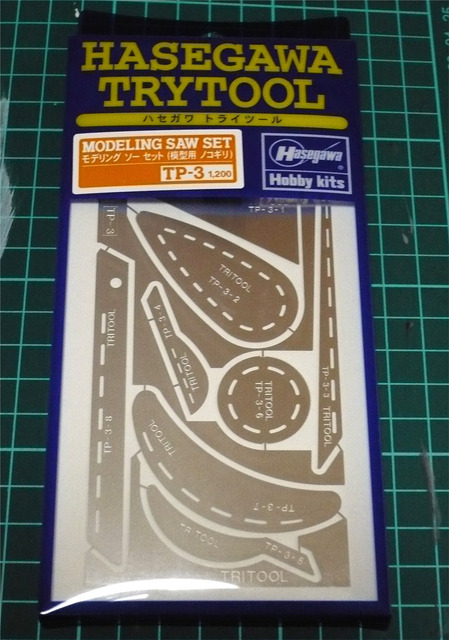 HASEGAWA
TRYTOOL
ハセガワ トライツール
MODELING SAW SET
モデリング ソー セット (模型用 ノコギリ)
TP-3 1,200
Hasegawa
Hobby kits
TP-3
TP-3-1
TRITOOL
TP-3-2
TP-3-4
TRITOOL
TRITOOL
TP-3-8
TRITOOL
TP-3-6
TP-3-3
TRITOOL
TRITOOL
TP-3-7
TRITOOL
TP-3-5
TRITOOL